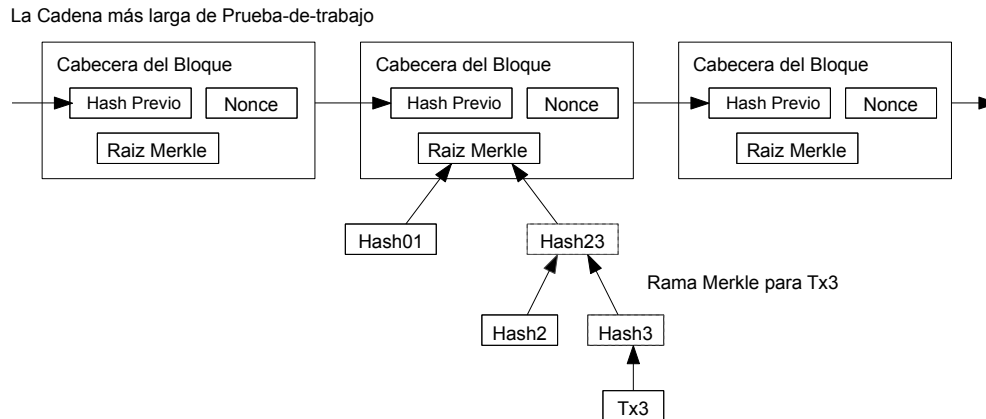 La Cadena más larga de Prueba-de-trabajo
Cabecera del Bloque
Hash Previo
Nonce
Raiz Merkle
Cabecera del Bloque
Hash Previo
Nonce
Raiz Merkle
Cabecera del Bloque
Hash Previo
Nonce
Raiz Merkle
Hash01
Hash23
Rama Merkle para Tx3
Hash2
Hash3
Tx3